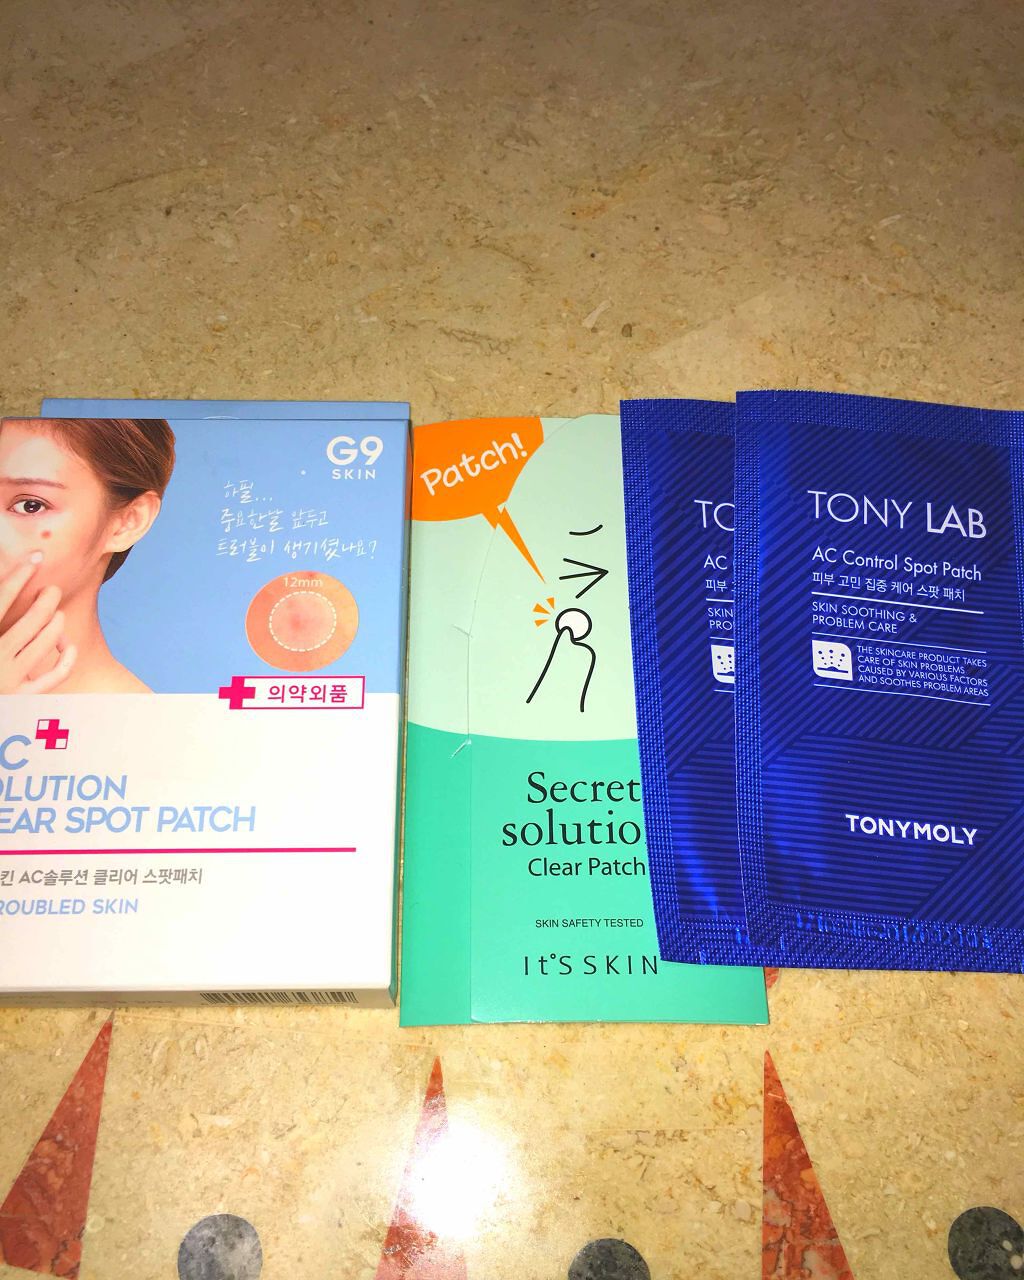 G9
SKIN
하필...
중요한날 앞두고
트러블이 생기셨나요?
12mm
의약외품
C
OLUTION
EAR SPOT PATCH
킨 AC솔루션 클리어 스팟패치
ROUBLED SKIN
Patch!
Secret
solutio
Clear Patch
SKIN SAFETY TESTED
It'S SKIN
TO
AC
피부
SKIN
PRO
TONY LAB
AC Control Spot Patch
피부 고민 집중 케어 스팟 패치
SKIN SOOTHING &
PROBLEM CARE
THE SKINCARE PRODUCT TAKES
CARE OF SKIN PROBLEMS
CAUSED BY VARIOUS FACTORS
AND SOOTHES PROBLEM AREAS
TONYMOLY